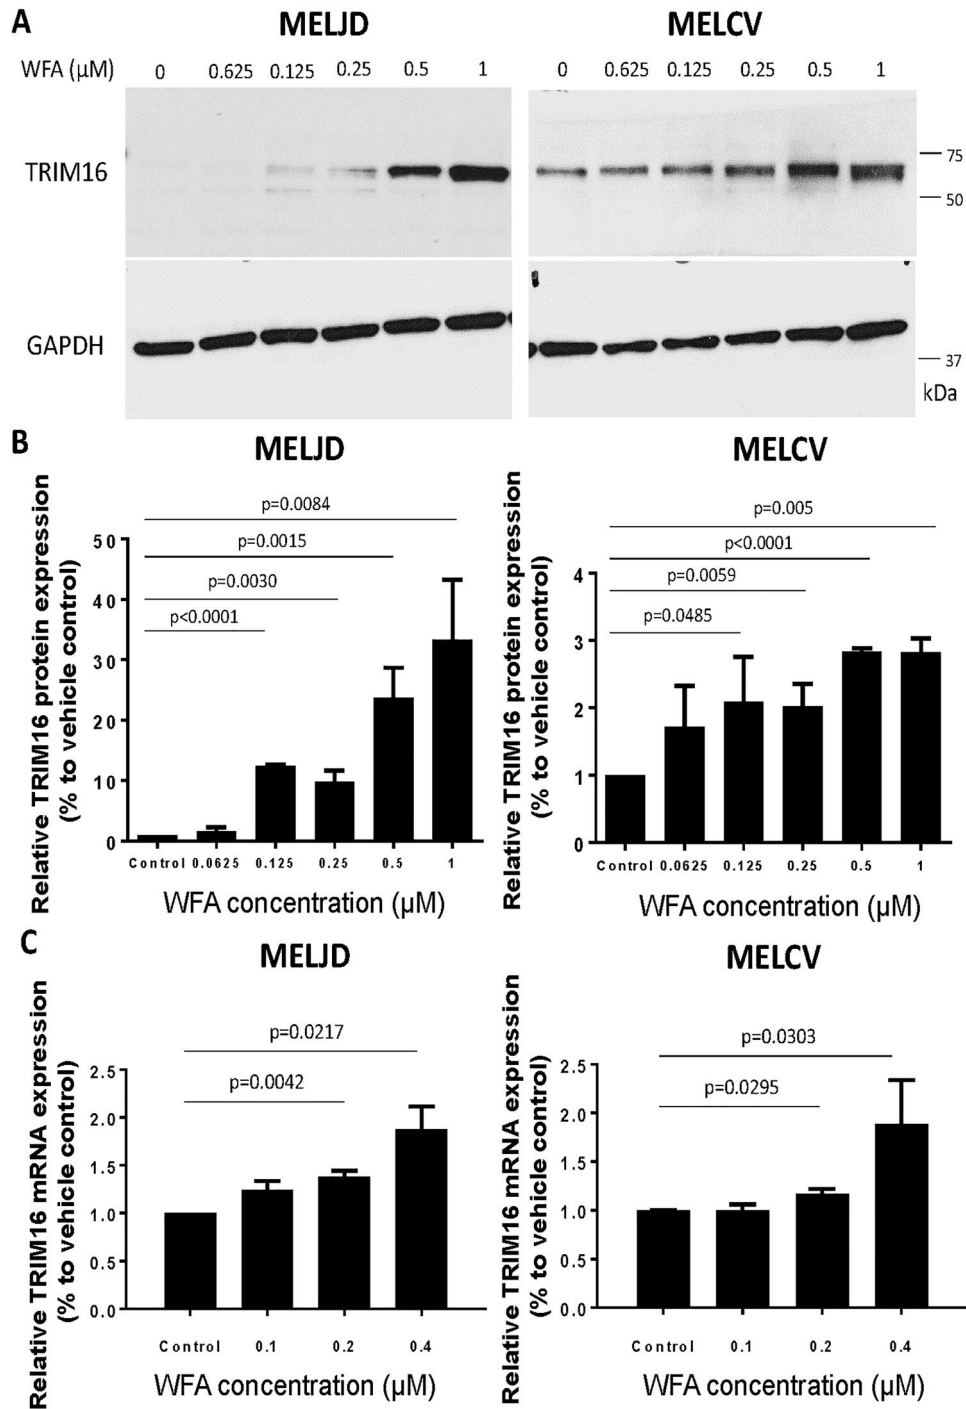 A
MELJD
MELCV
WFA (µM)
0 0.625 0.125 0.25 0.5 1
0 0.625 0.125 0.25 0.5 1
TRIM16
75
50
GAPDH
37
kDa
B
MELJD
Relative TRIM16 protein expression
(% to vehicle control)
p=0.0084
p=0.0015
p=0.0030
p<0.0001
50
40
30
20
10
0
Control 0.0625 0.125 0.25 0.5 1
WFA concentration (µM)
MELCV
Relative TRIM16 protein expression
(% to vehicle control)
p=0.005
p<0.0001
p=0.0059
p=0.0485
4
3
2
1
0
Control 0.0625 0.125 0.25 0.5 1
WFA concentration (µM)
C
MELJD
Relative TRIM16 mRNA expression
(% to vehicle control)
p=0.0217
p=0.0042
2.5
2.0
1.5
1.0
0.5
0.0
Control 0.1 0.2 0.4
WFA concentration (µM)
MELCV
Relative TRIM16 mRNA expression
(% to vehicle control)
p=0.0303
p=0.0295
2.5
2.0
1.5
1.0
0.5
0.0
Control 0.1 0.2 0.4
WFA concentration (µM)